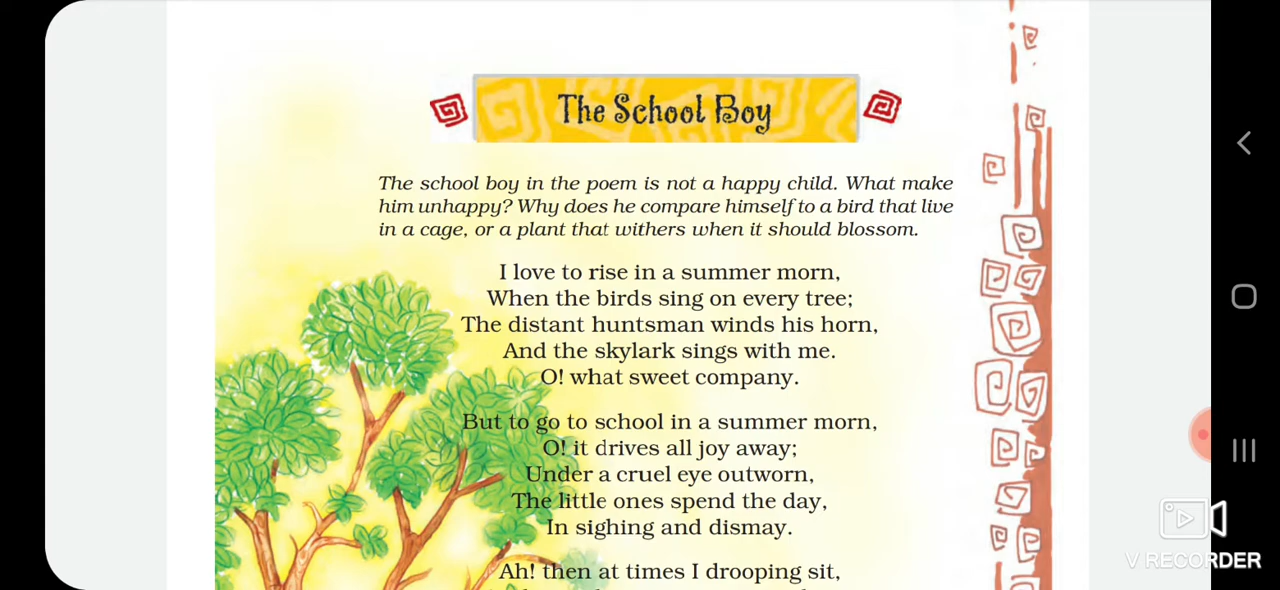 The School Boy
The school boy in the poem is not a happy child. What make
him unhappy? Why does he compare himself to a bird that live
in a cage, or a plant that withers when it should blossom.
I love to rise in a summer morn,
When the birds sing on every tree;
The distant huntsman winds his horn,
And the skylark sings with me.
O! what sweet company.
But to go to school in a summer morn,
O! it drives all joy away;
Under a cruel eye outworn,
The little ones spend the day,
In sighing and dismay.
Ah! then at times I drooping sit,
V RECORDER